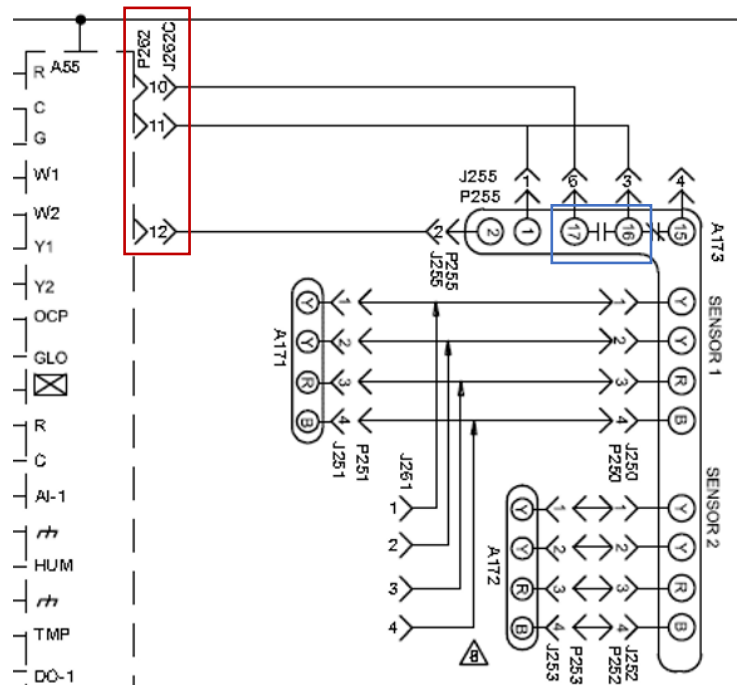 A55
R
C
G
W1
W2
Y1
Y2
OCP
GLO
R
C
AI-1
HUM
TMP
DO-1
P262
J262C
10
11
12
J255
1
6
3
4
P255
2
P255
J255
2
1
17
16
15
A173
SENSOR 1
Y
Y
R
B
SENSOR 2
Y
Y
R
B
A171
Y
Y
R
B
1
2
3
4
J251
P251
1
2
3
4
J250
P250
J261
1
2
3
4
A172
Y
Y
R
B
1
2
3
4
J253
P253
1
2
3
4
J252
P252
8